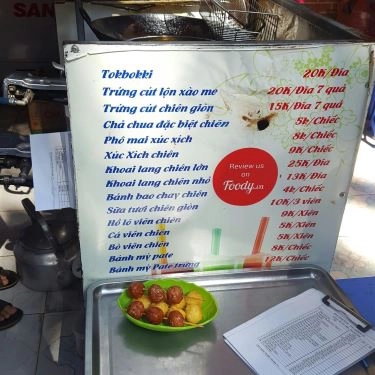 SAN
Tokbokki 20K/Đĩa
Trứng cút lộn xào me 20K/Đĩa 7 quả
Trứng cút chiên giòn 15K/Đĩa 7 quả
Chả chua đặc biệt chiên 5k/Chiếc
Phô mai xúc xích 8k/Chiếc
Xúc Xích chiên 9K/Chiếc
Khoai lang chiên lớn 25K/Đĩa
Khoai lang chiên nhỏ 13K/Đĩa
Bánh bao chay chiên 4k/Chiếc
Sữa tươi chiên giòn 10K/3 viên
Hồ lô viên chiên 9K/Xiên
Cá viên chiên 5K/Xiên
Bò viên chiên 5K/Xiên
Bánh mỳ pate 8K/Chiếc
Bánh mỳ Pate trứng 12K/Chiếc
Review us
on
Foody.vn